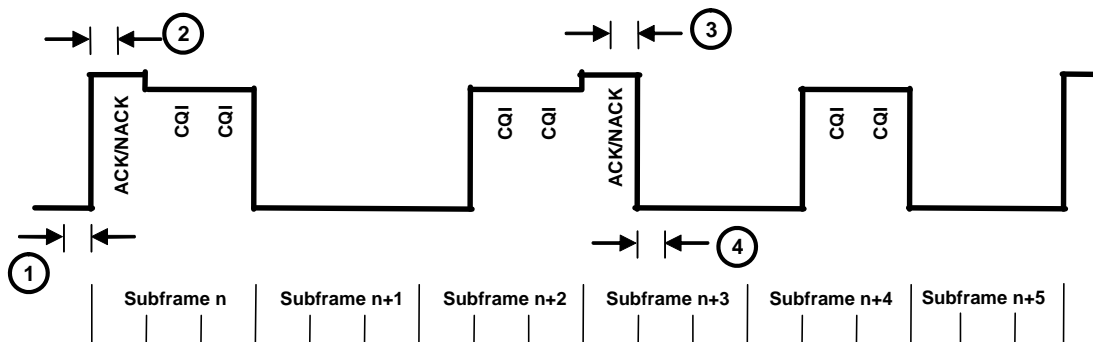 2
3
ACK/NACK
CQI
CQI
CQI
CQI
ACK/NACK
CQI
CQI
1
4
Subframe n
Subframe n+1
Subframe n+2
Subframe n+3
Subframe n+4
Subframe n+5